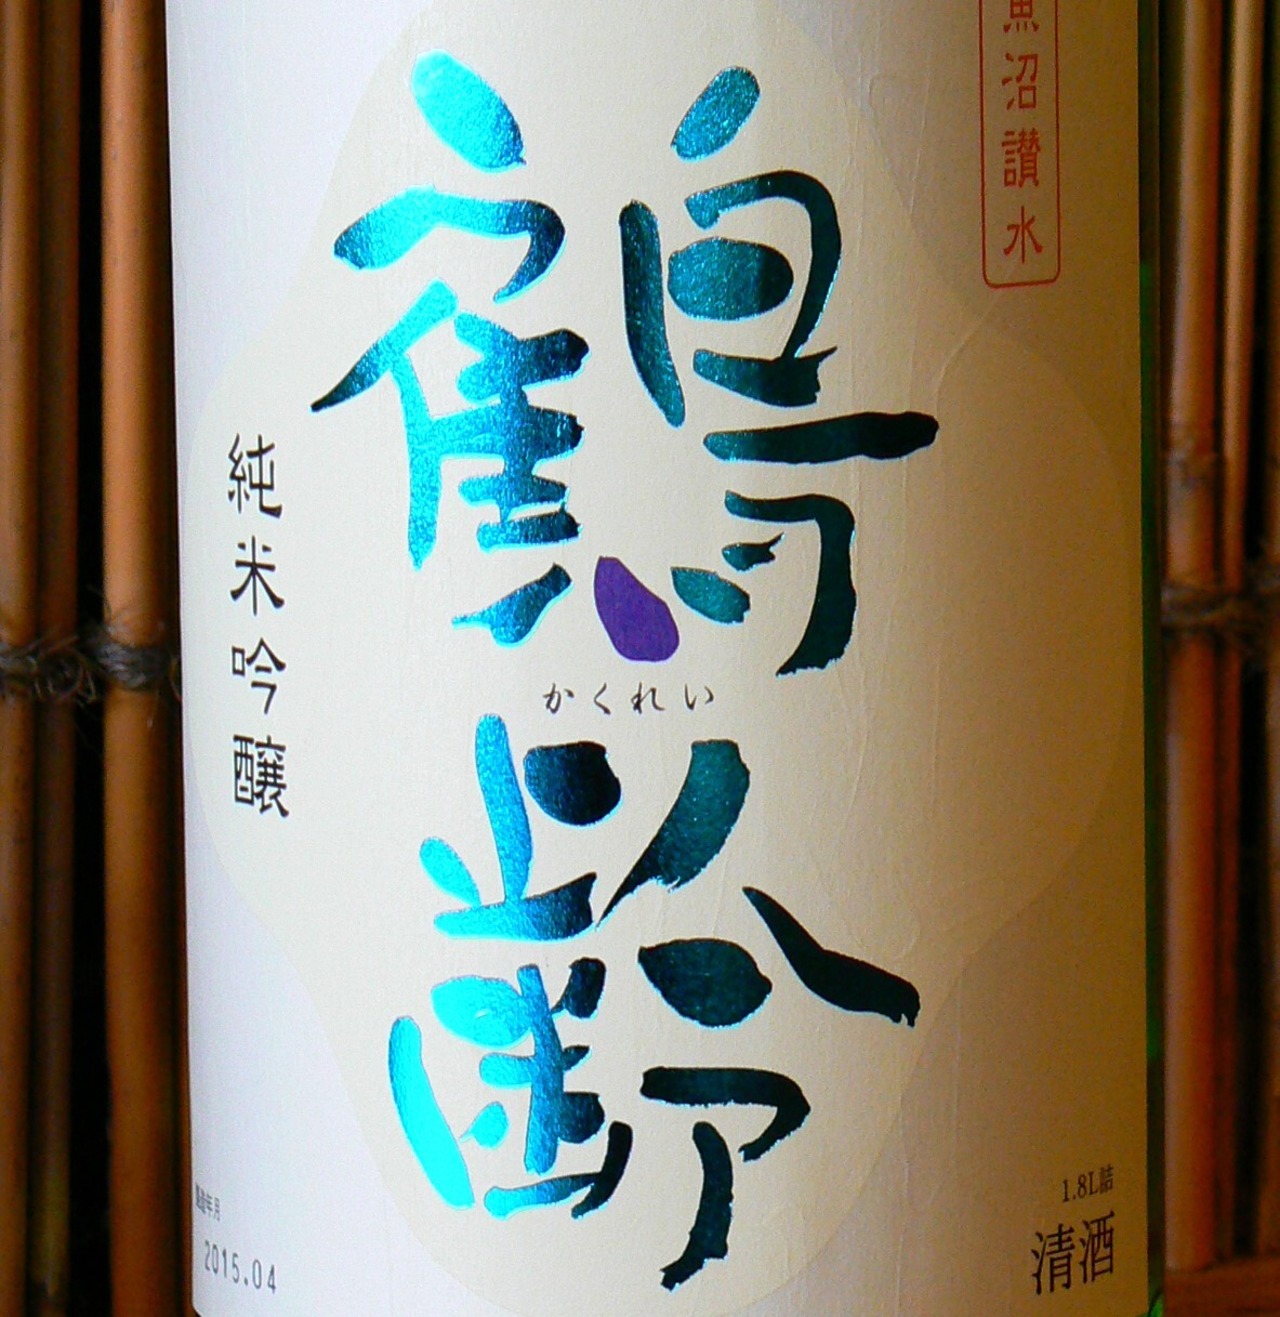 魚沼讃水
鶴齢
かくれい
純米吟醸
製造年月
2015.04
1.8L詰
清酒